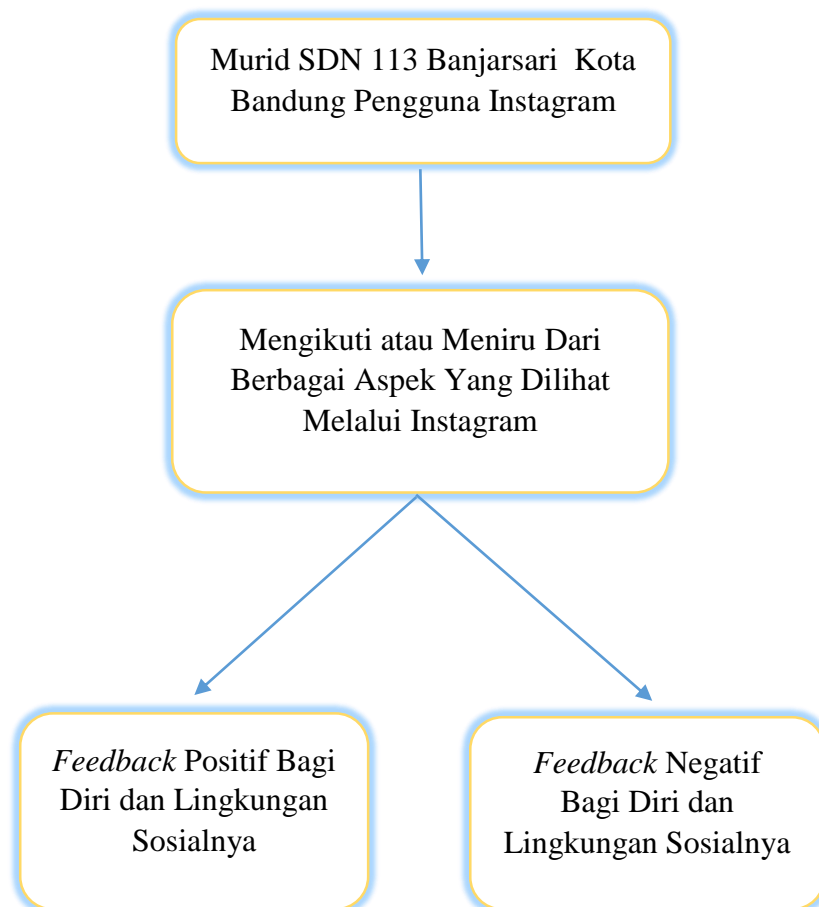 Murid SDN 113 Banjarsari  Kota
Bandung Pengguna Instagram
Mengikuti atau Meniru Dari
Berbagai Aspek Yang Dilihat
Melalui Instagram
Feedback Positif Bagi
Diri dan Lingkungan
Sosialnya
Feedback Negatif
Bagi Diri dan
Lingkungan Sosialnya